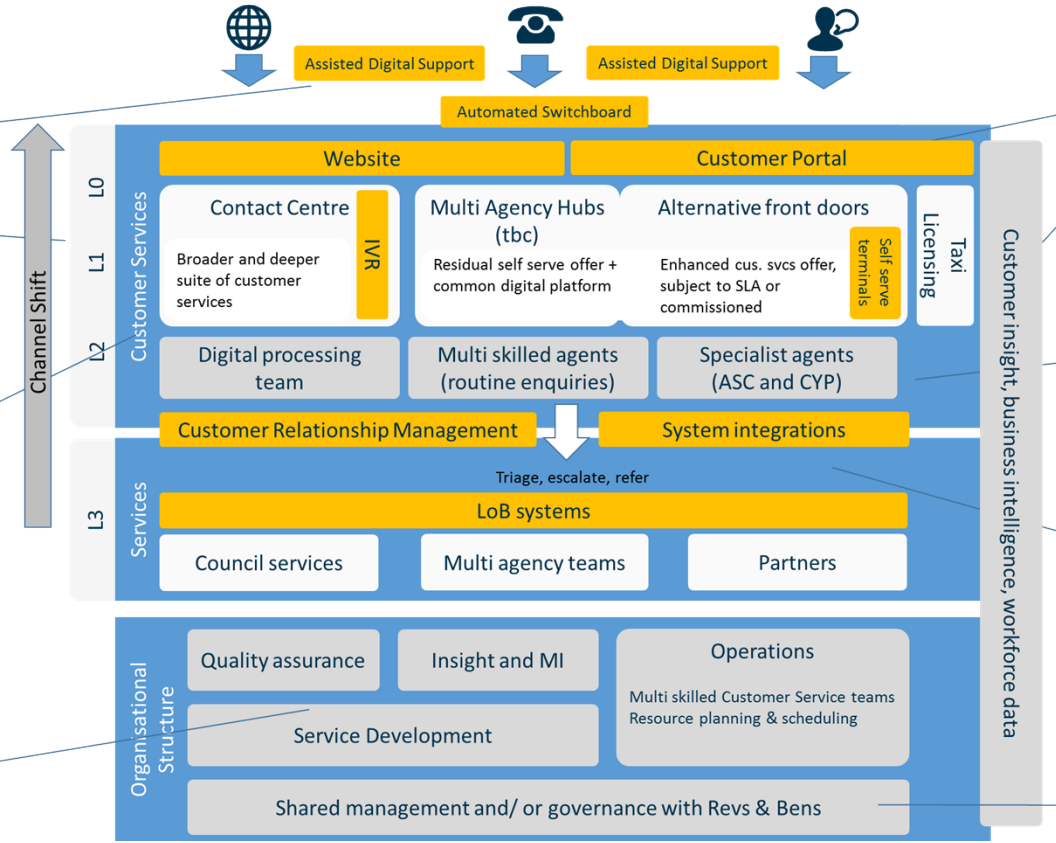 Assisted Digital Support
Assisted Digital Support
Automated Switchboard
Channel Shift
L0
L1
L2
Customer Services
Website
Customer Portal
Contact Centre
Broader and deeper
suite of customer
services
IVR
Multi Agency Hubs
(tbc)
Residual self serve offer +
common digital platform
Alternative front doors
Enhanced cus. svcs offer,
subject to SLA or
commissioned
Self serve
terminals
Taxi
Licensing
Digital processing
team
Multi skilled agents
(routine enquiries)
Specialist agents
(ASC and CYP)
Customer Relationship Management
System integrations
L3
Services
Triage, escalate, refer
LoB systems
Council services
Multi agency teams
Partners
Organisational
Structure
Quality assurance
Insight and MI
Operations
Multi skilled Customer Service teams
Resource planning & scheduling
Service Development
Shared management and/ or governance with Revs & Bens
Customer insight, business intelligence, workforce data